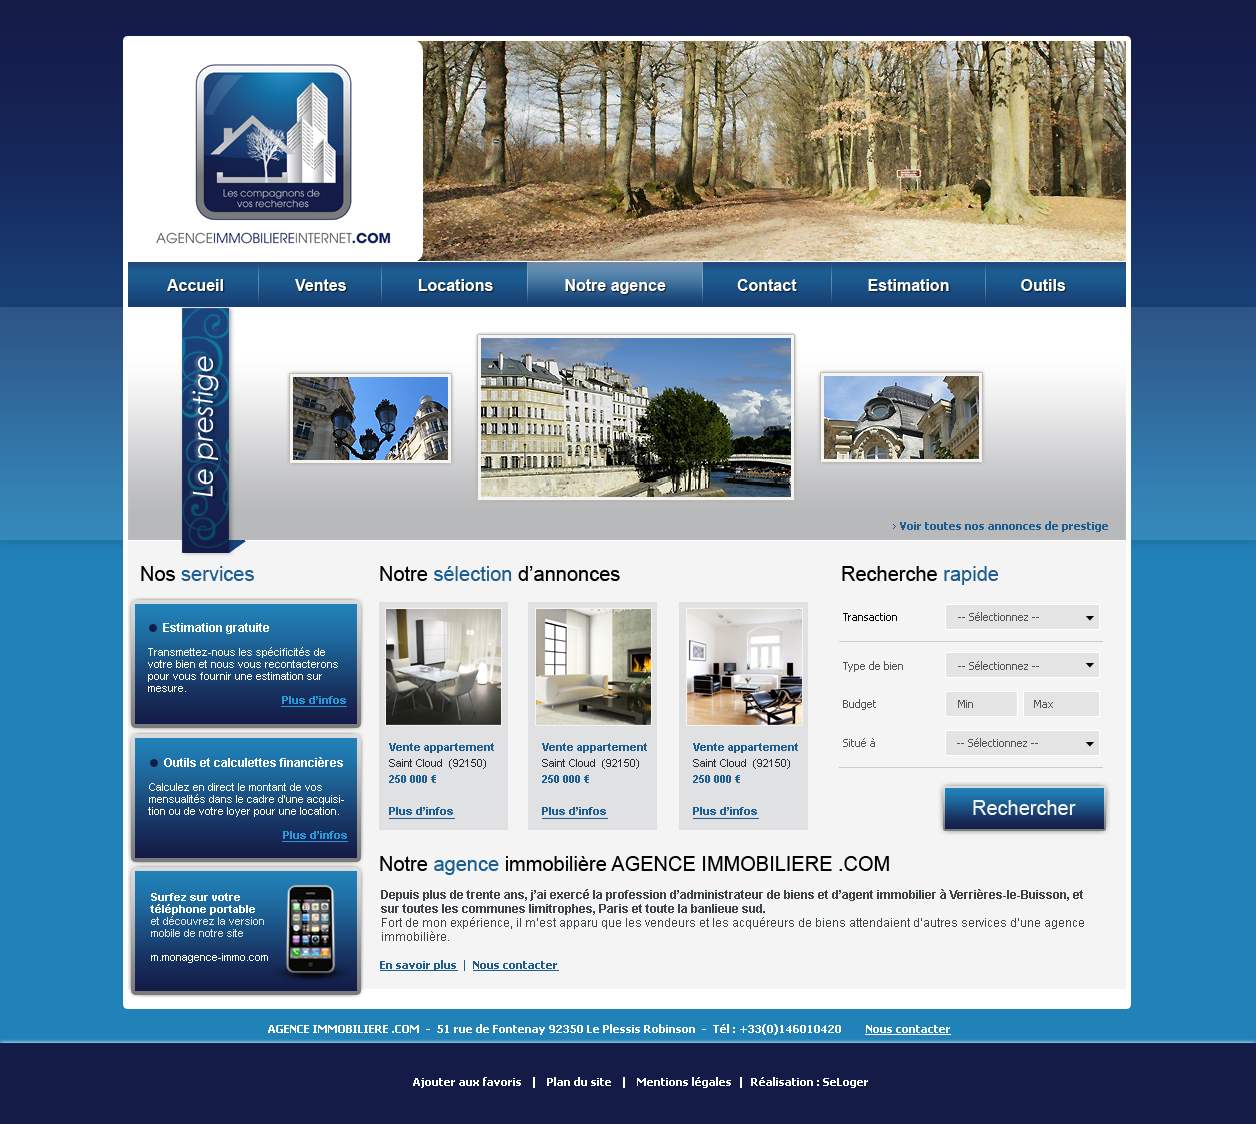 Les compagnons de
vos recherches
AGENCEIMMOBILIEREINTERNET.COM
Accueil
Ventes
Locations
Notre agence
Contact
Estimation
Outils
Le prestige
Voir toutes nos annonces de prestige
Nos services
Estimation gratuite
Transmettez-nous les spécificités de
votre bien et nous vous recontacterons
pour vous fournir une estimation sur
mesure.
Plus d'infos
Outils et calculettes financières
Calculez en direct le montant de vos
mensualités dans le cadre d'une acquisi-
tion ou de votre loyer pour une location.
Plus d'infos
Surfez sur votre
téléphone portable
et découvrez la version
mobile de notre site
m.monagence-immo.com
Notre sélection d'annonces
Vente appartement
Saint Cloud (92150)
250 000 €
Plus d'infos
Vente appartement
Saint Cloud (92150)
250 000 €
Plus d'infos
Vente appartement
Saint Cloud (92150)
250 000 €
Plus d'infos
Recherche rapide
Transaction
-- Sélectionnez --
Type de bien
-- Sélectionnez --
Budget
Min
Max
Situé à
-- Sélectionnez --
Rechercher
Notre agence immobilière AGENCE IMMOBILIERE .COM
Depuis plus de trente ans, j'ai exercé la profession d'administrateur de biens et d'agent immobilier à Verrières-le-Buisson, et
sur toutes les communes limitrophes, Paris et toute la banlieue sud.
Fort de mon expérience, il m'est apparu que les vendeurs et les acquéreurs de biens attendaient d'autres services d'une agence
immobilière.
En savoir plus | Nous contacter
AGENCE IMMOBILIERE .COM - 51 rue de Fontenay 92350 Le Plessis Robinson - Tél : +33(0)146010420 Nous contacter
Ajouter aux favoris | Plan du site | Mentions légales | Réalisation : SeLoger